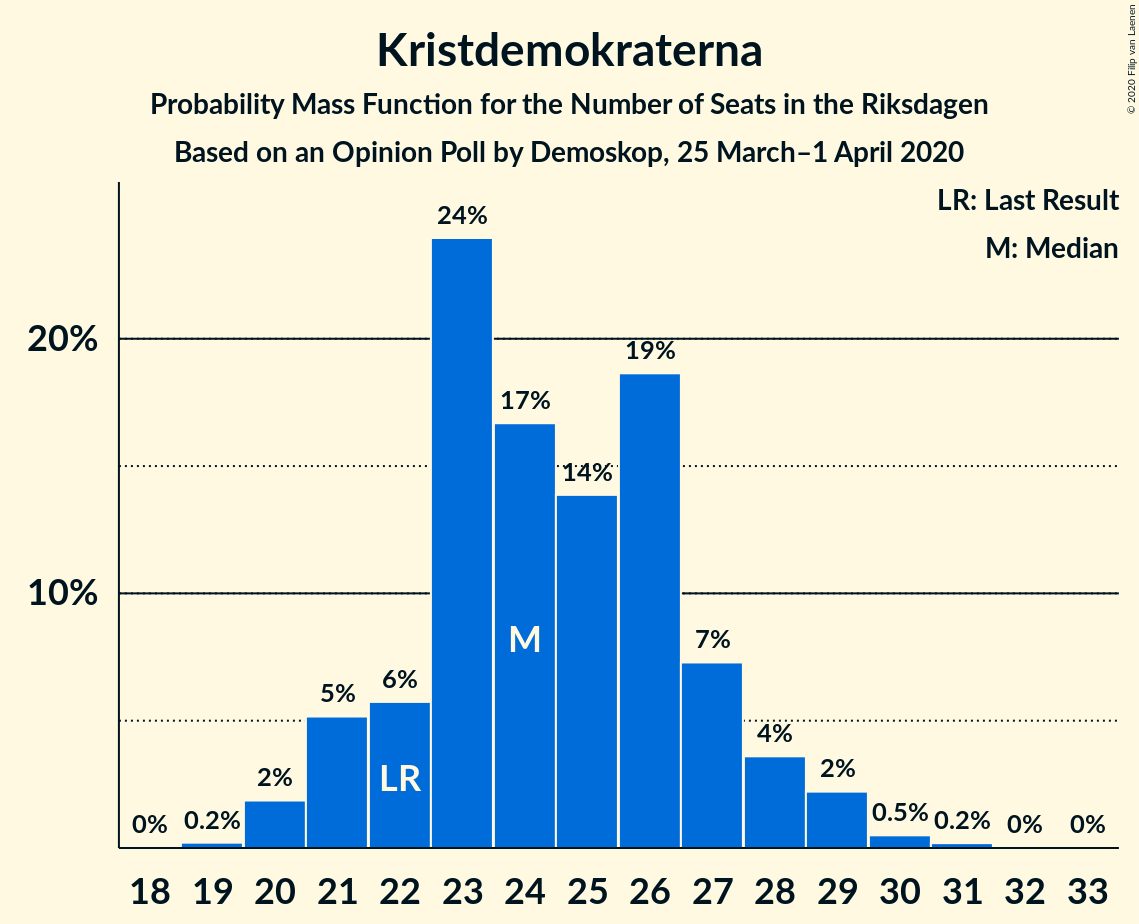 Kristdemokraterna
Probability Mass Function for the Number of Seats in the Riksdagen
Based on an Opinion Poll by Demoskop, 25 March–1 April 2020
© 2020 Filip van Laenen
LR: Last Result
M: Median
24%
20%
19%
17%
14%
10%
7%
M
6%
5%
4%
LR
2%
2%
0%
0.2%
0.5%
0.2%
0%
0%
18 19 20 21 22 23 24 25 26 27 28 29 30 31 32 33